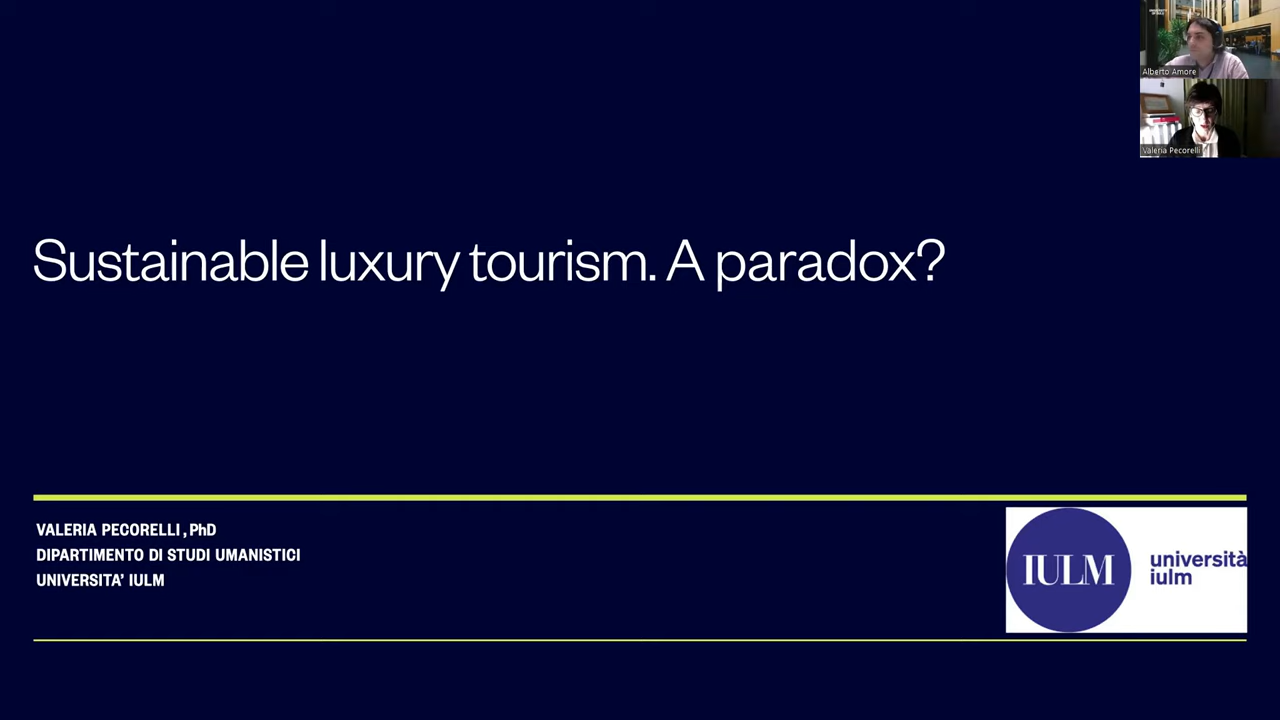 Sustainable luxury tourism. A paradox?
VALERIA PECORELLI, PhD
DIPARTIMENTO DI STUDI UMANISTICI
UNIVERSITA’ IULM
IULM
università
iulm
Alberto Amore
Valeria Pecorelli